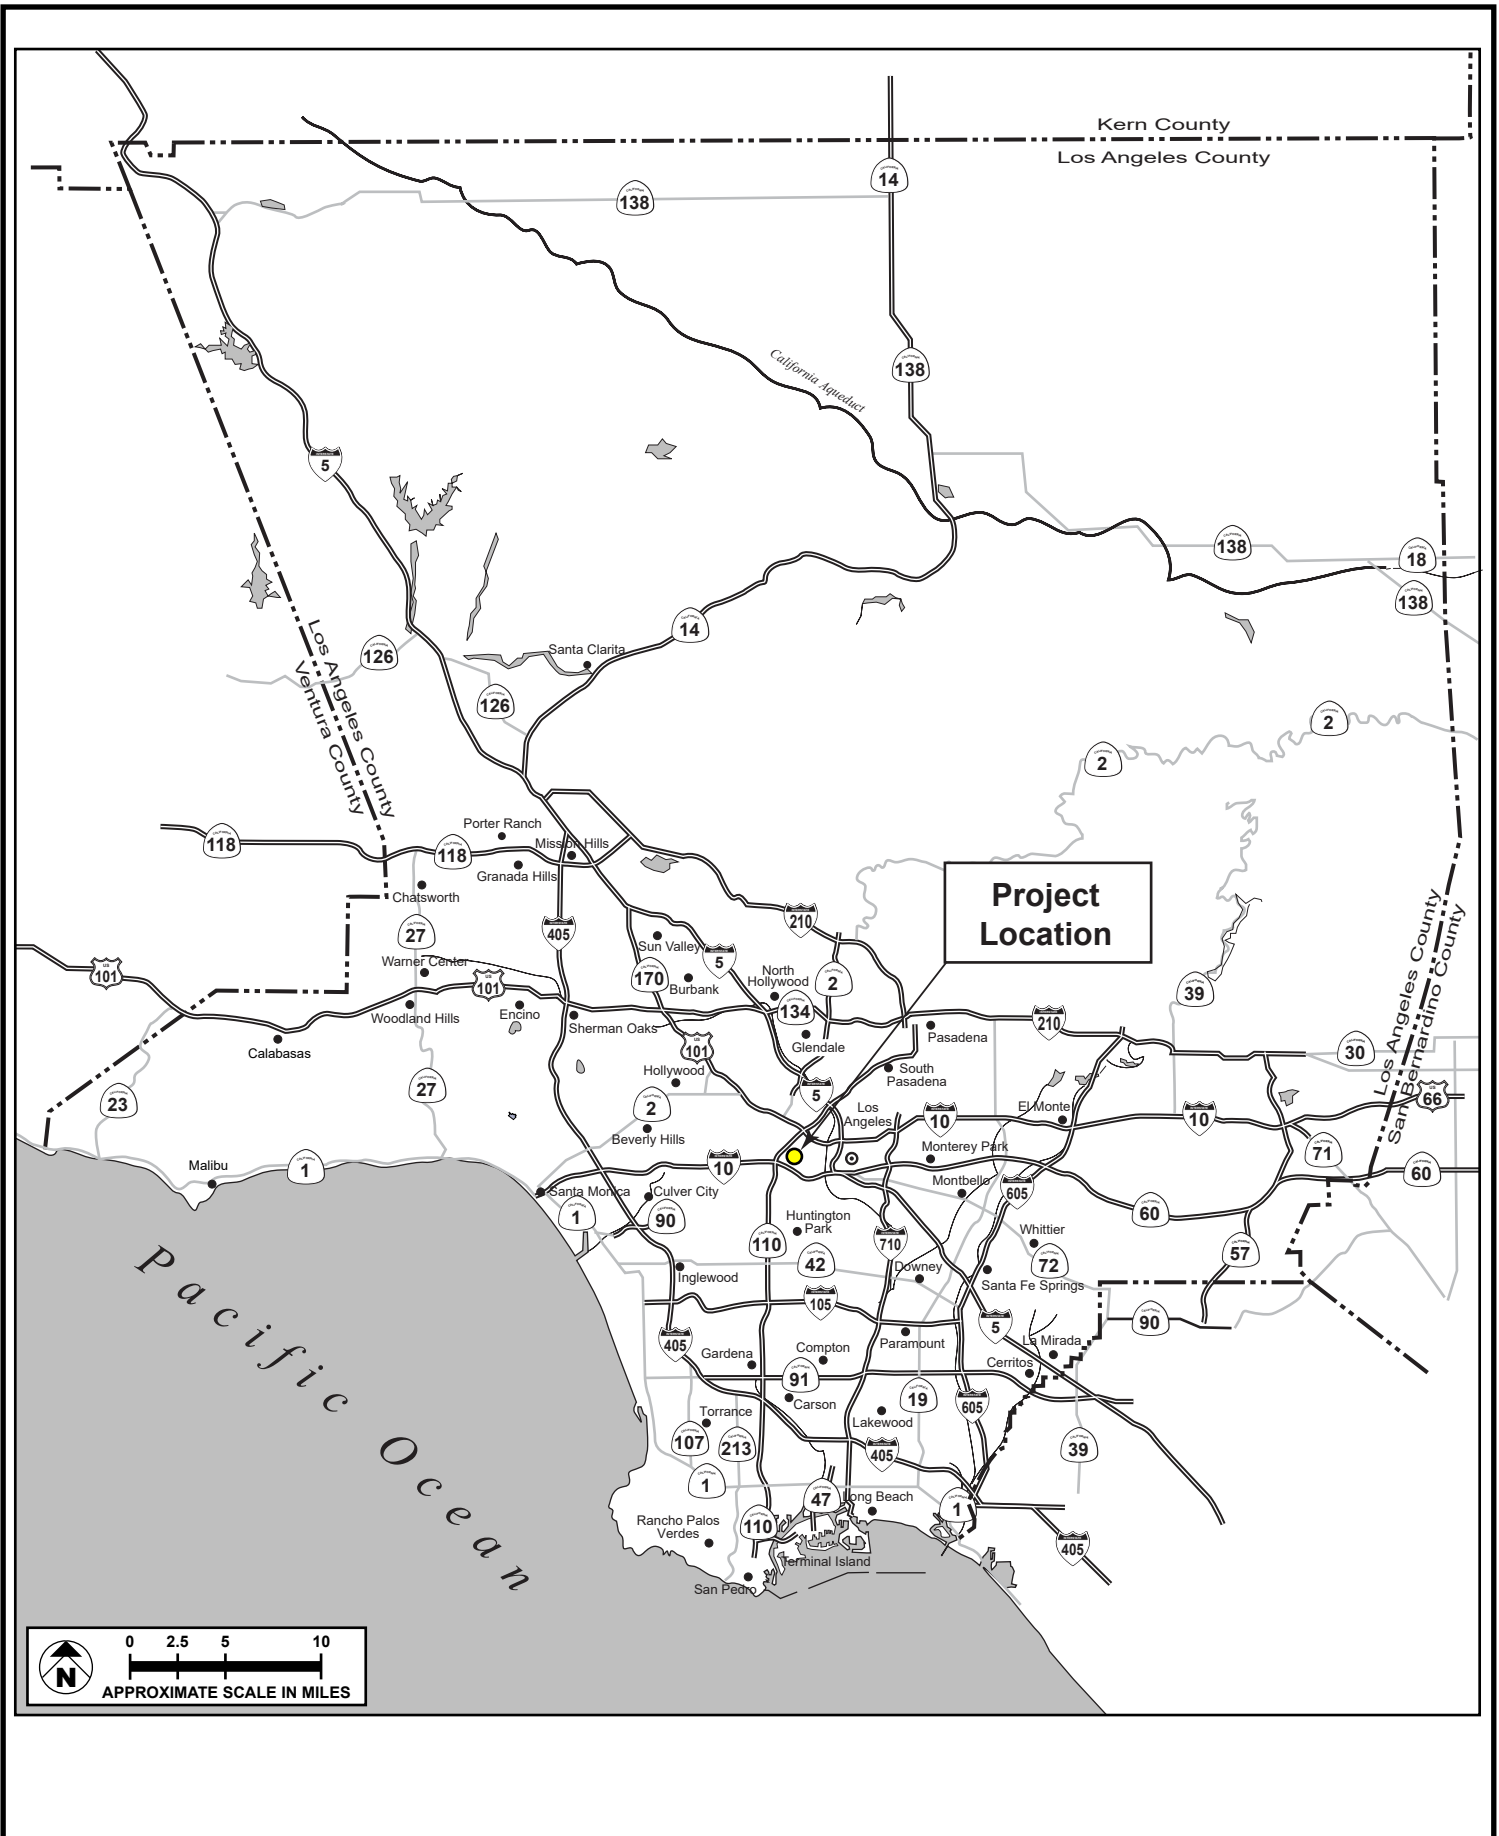 Kern County
Los Angeles County
14
138
California Aqueduct
138
5
138
18
138
14
Los Angeles County
Ventura County
126
Santa Clarita
126
2
2
Porter Ranch
118
118
Mission Hills
Granada Hills
Chatsworth
Project
Location
210
27
405
Sun Valley
5
Warner Center
101
101
170
Burbank
North
Hollywood
2
39
Los Angeles County
San Bernardino County
Woodland Hills
Encino
Sherman Oaks
134
Pasadena
210
Calabasas
101
Glendale
30
Hollywood
South
Pasadena
23
27
2
5
Los
Angeles
10
El Monte
10
US
66
Beverly Hills
Monterey Park
71
Malibu
1
10
60
Santa Monica
Culver City
Montbello
605
1
90
Huntington
Park
60
110
710
Whittier
42
72
57
Inglewood
Downey
Santa Fe Springs
105
5
90
405
Gardena
Compton
Paramount
La Mirada
Cerritos
91
19
605
Carson
Torrance
Lakewood
107
213
405
39
1
47
Long Beach
1
Rancho Palos
Verdes
110
405
Terminal Island
San Pedro
Pacific Ocean
0 2.5 5 10
N
APPROXIMATE SCALE IN MILES